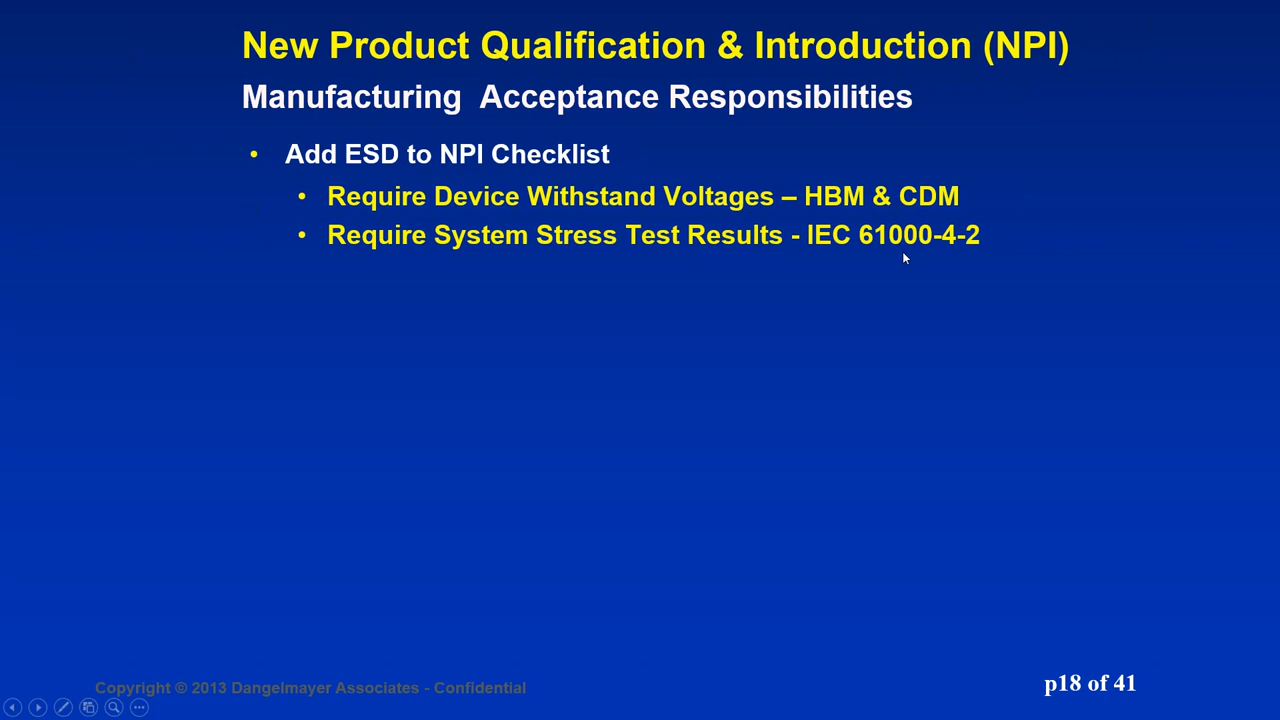 New Product Qualification & Introduction (NPI)
Manufacturing  Acceptance Responsibilities
• Add ESD to NPI Checklist
• Require Device Withstand Voltages – HBM & CDM
• Require System Stress Test Results - IEC 61000-4-2
Copyright © 2013 Dangelmayer Associates - Confidential
p18 of 41